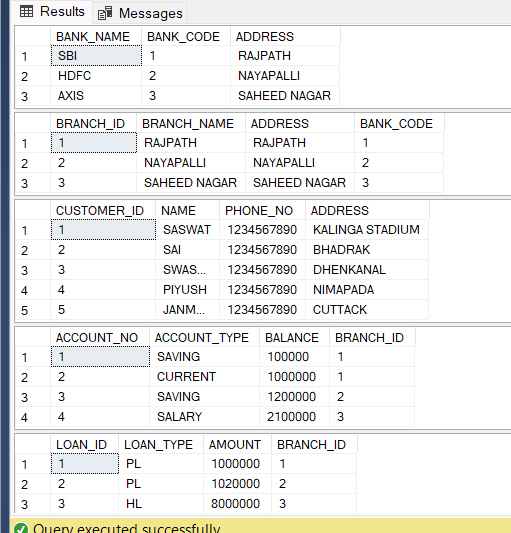 Results Messages
BANK_NAME BANK_CODE ADDRESS
1 SBI 1 RAJPATH
2 HDFC 2 NAYAPALLI
3 AXIS 3 SAHEED NAGAR
BRANCH_ID BRANCH_NAME ADDRESS BANK_CODE
1 1 RAJPATH RAJPATH 1
2 2 NAYAPALLI NAYAPALLI 2
3 3 SAHEED NAGAR SAHEED NAGAR 3
CUSTOMER_ID NAME PHONE_NO ADDRESS
1 1 SASWAT 1234567890 KALINGA STADIUM
2 2 SAI 1234567890 BHADRAK
3 3 SWAS... 1234567890 DHENKANAL
4 4 PIYUSH 1234567890 NIMAPADA
5 5 JANM... 1234567890 CUTTACK
ACCOUNT_NO ACCOUNT_TYPE BALANCE BRANCH_ID
1 1 SAVING 100000 1
2 2 CURRENT 1000000 1
3 3 SAVING 1200000 2
4 4 SALARY 2100000 3
LOAN_ID LOAN_TYPE AMOUNT BRANCH_ID
1 1 PL 1000000 1
2 2 PL 1020000 2
3 3 HL 8000000 3
Query executed successfully